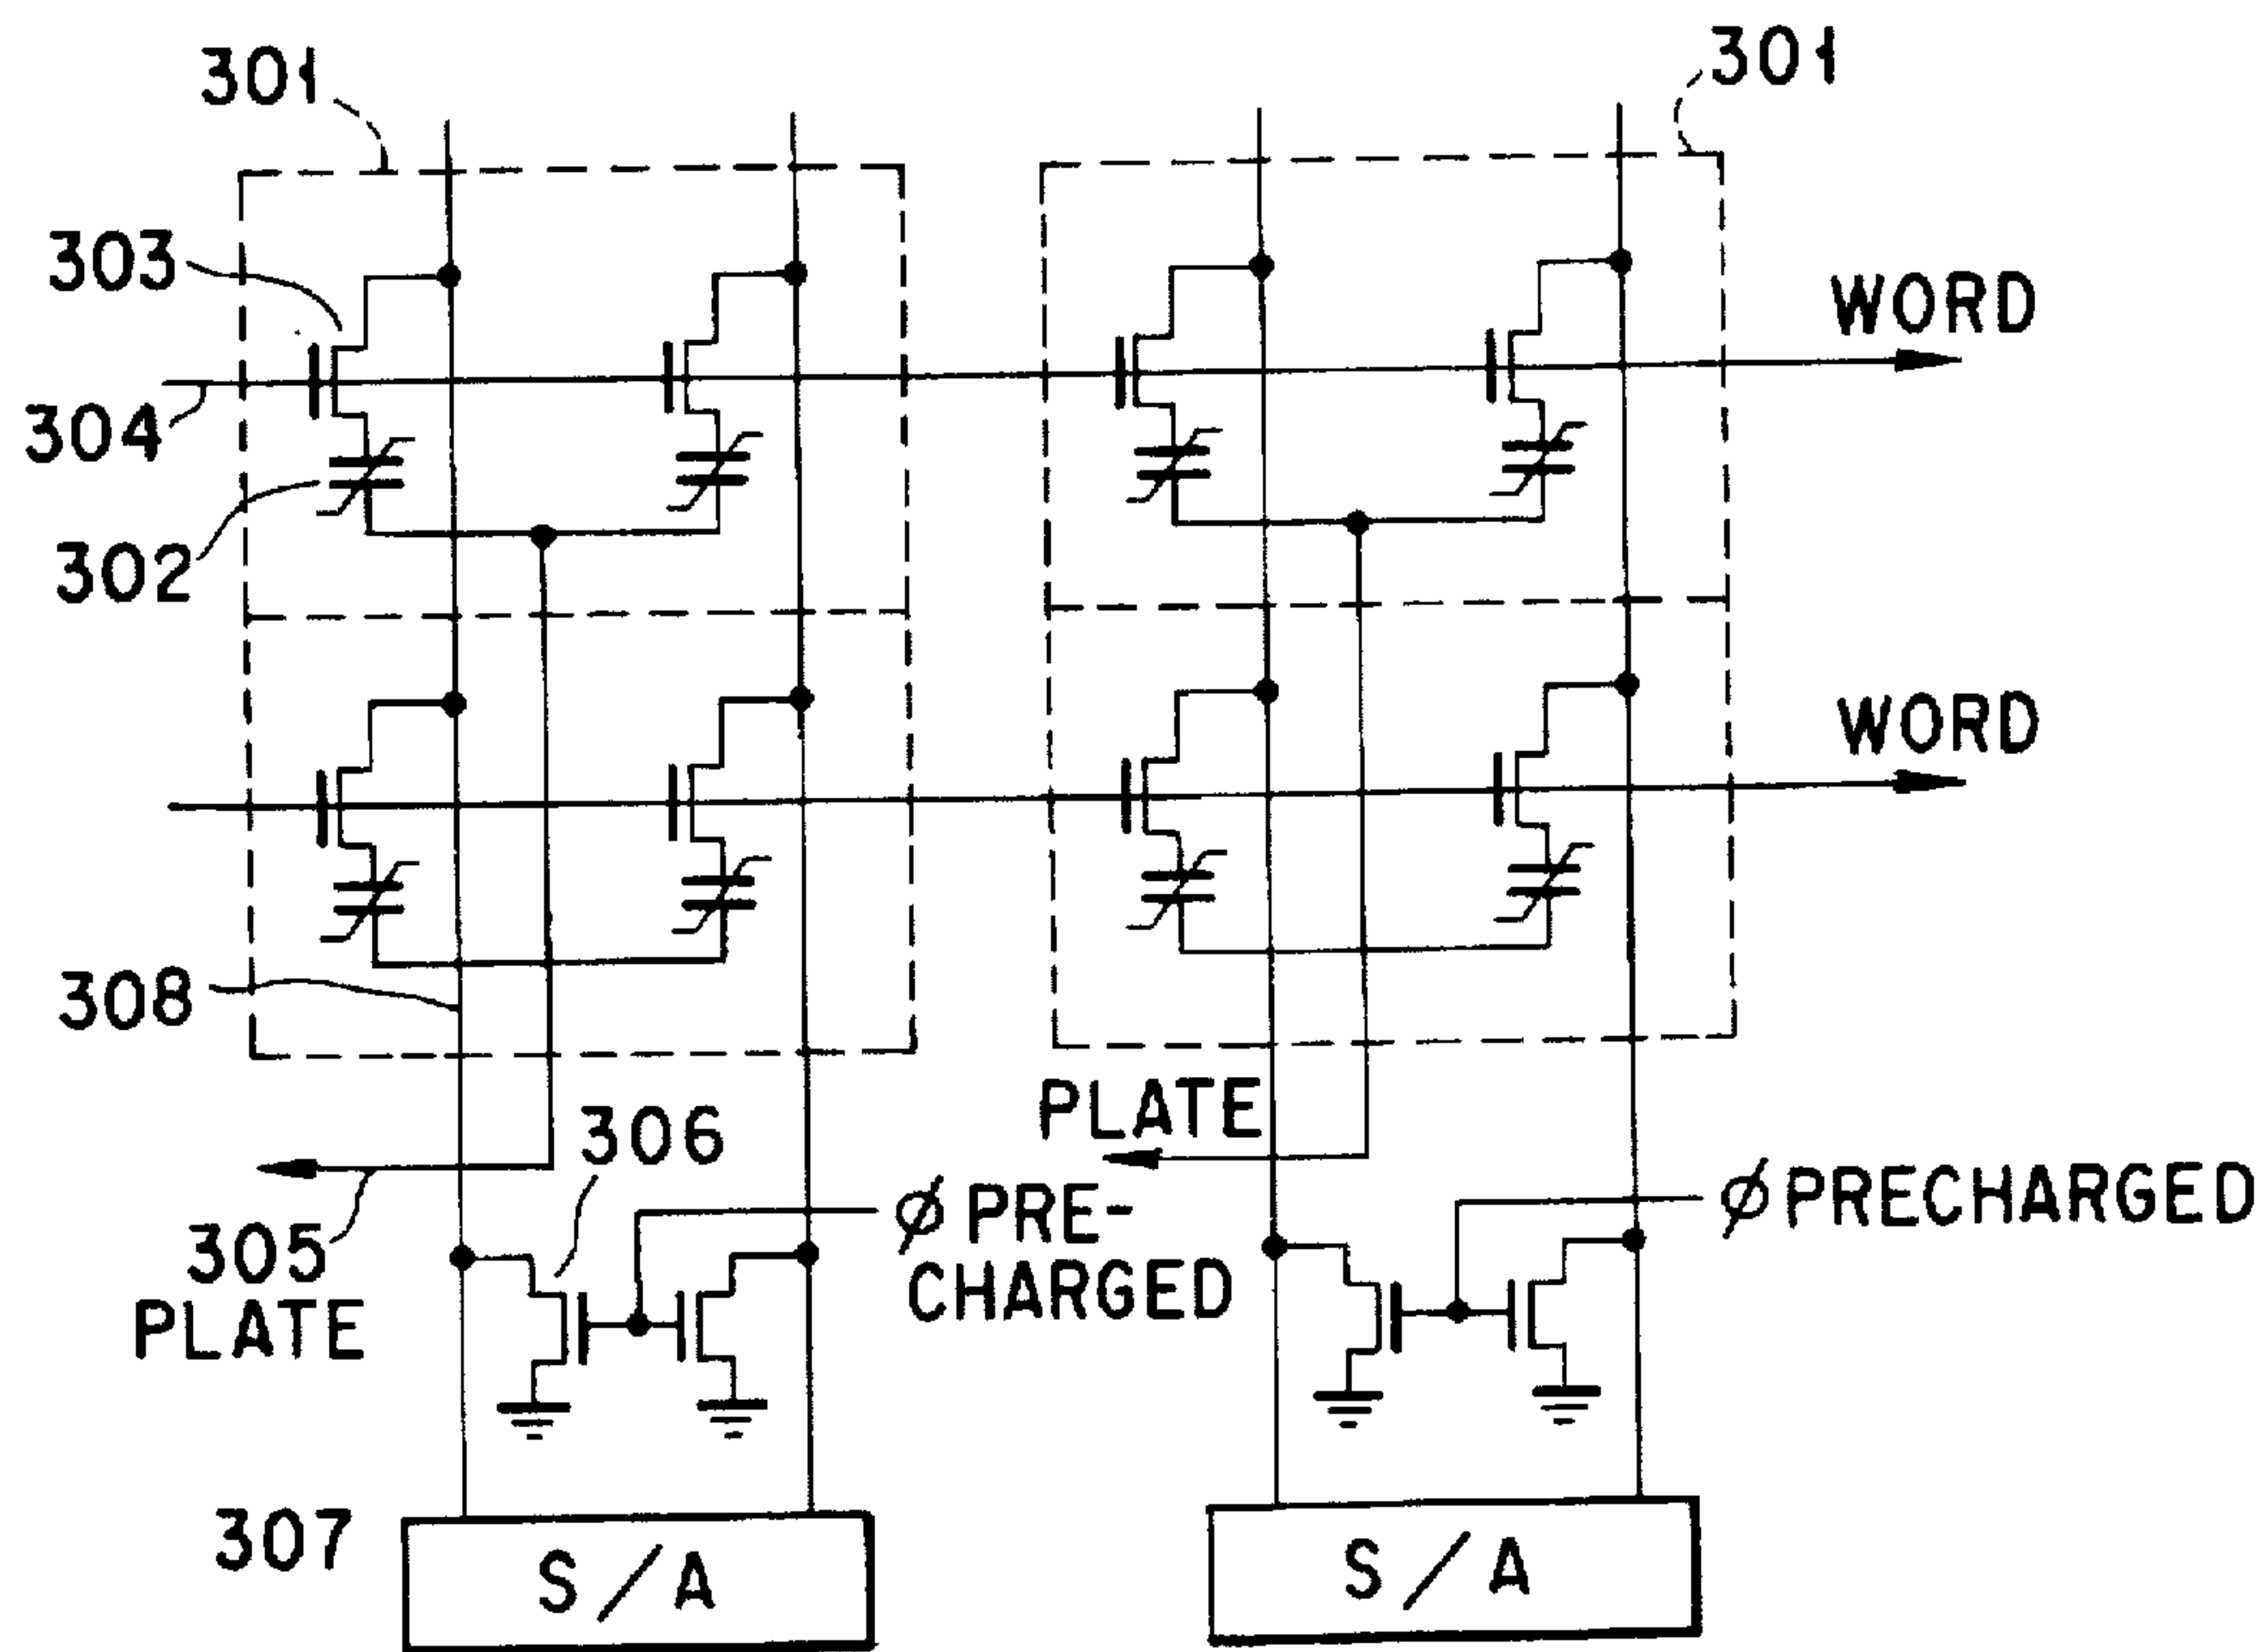 301
301
303
WORD
304
302
WORD
308
PLATE
306
305
PLATE
ϕ PRE-
CHARGED
ϕ PRECHARGED
307
S/A
S/A